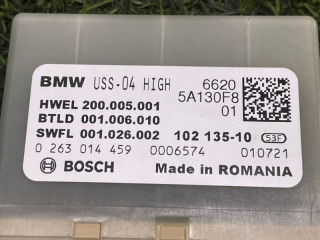 BMW USS-04 HIGH 6620
5A130F8
01
HWEL 200.005.001
BTLD 001.006.010
SWFL 001.026.002 102 135-10 53F
0 263 014 459 0006574 010721
BOSCH Made in ROMANIA